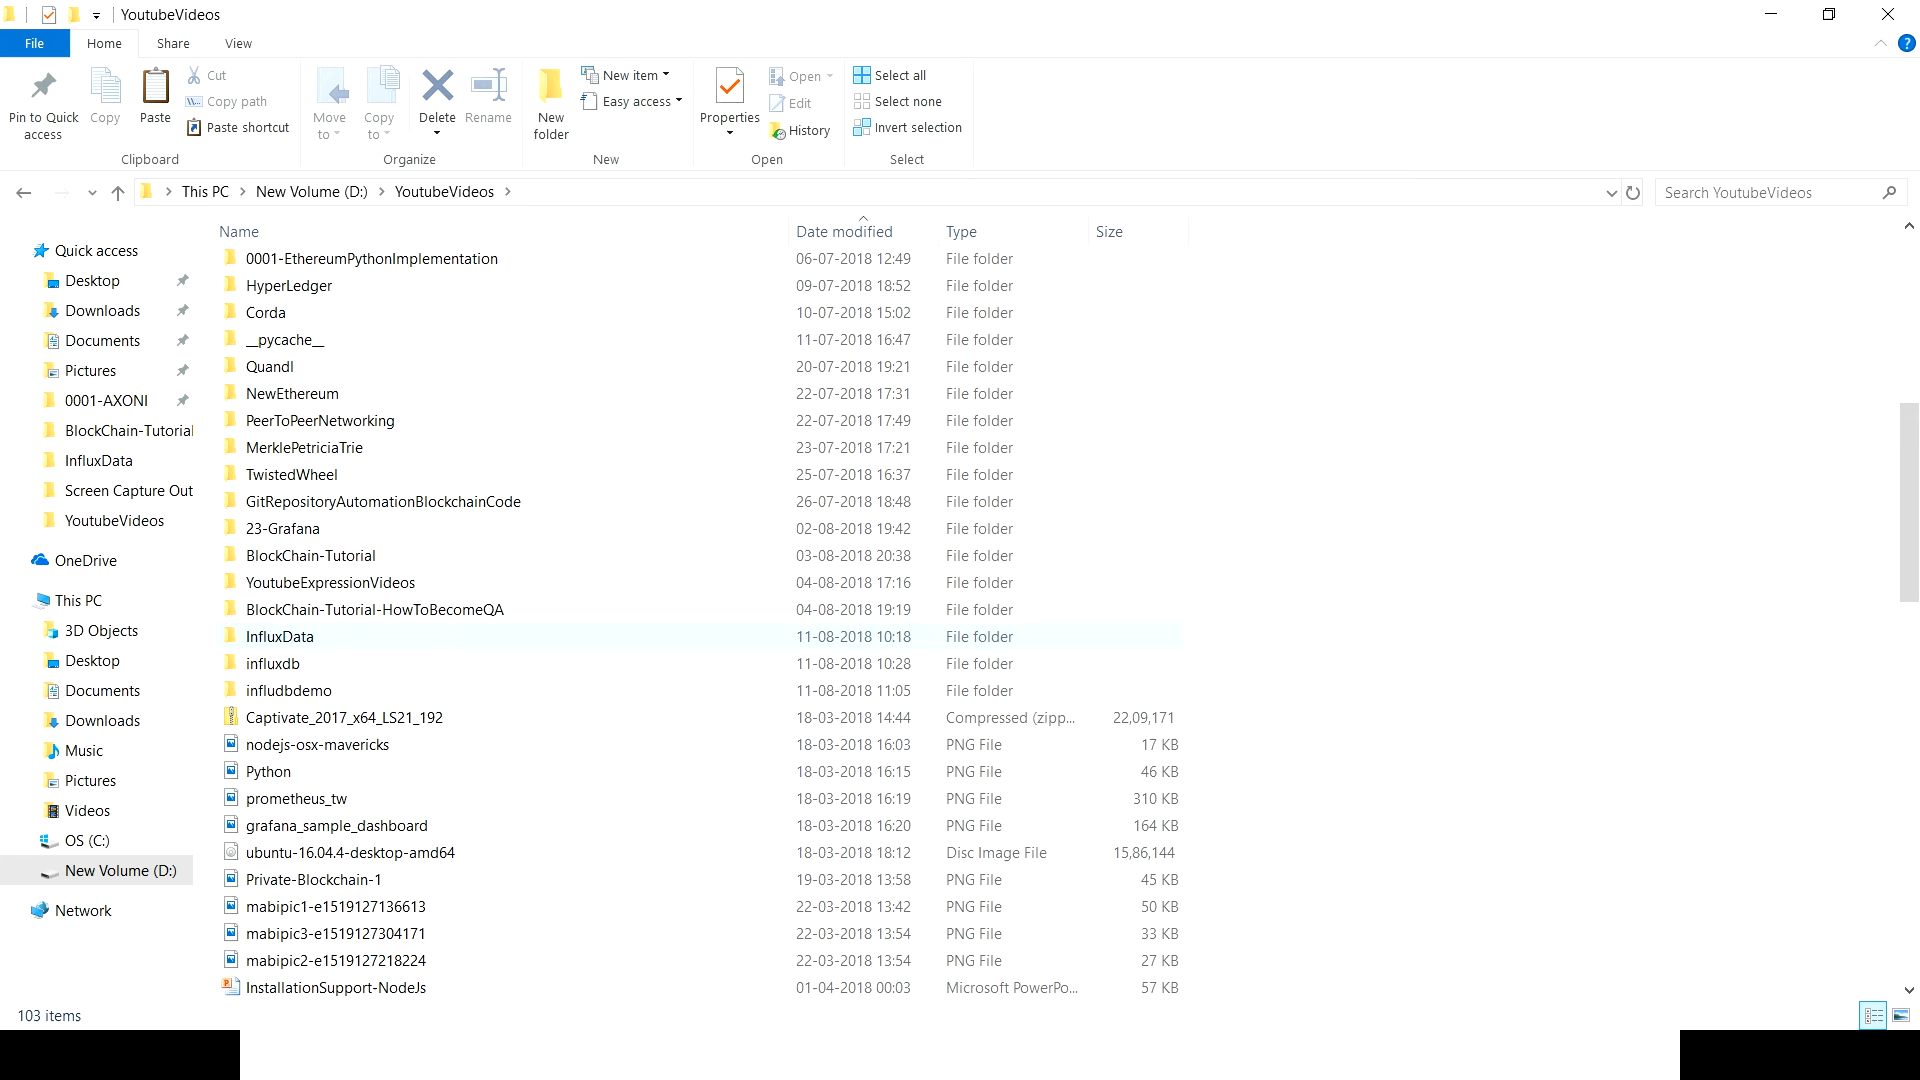 YoutubeVideos
File Home Share View
Pin to Quick access
Copy
Paste
Cut
Copy path
Paste shortcut
Clipboard
Move to
Copy to
Delete
Rename
Organize
New folder
New item
Easy access
New
Properties
Open
Edit
History
Open
Select all
Select none
Invert selection
Select
This PC > New Volume (D:) > YoutubeVideos >
Search YoutubeVideos
Quick access
Desktop
Downloads
Documents
Pictures
0001-AXONI
BlockChain-Tutorial
InfluxData
Screen Capture Out
YoutubeVideos
OneDrive
This PC
3D Objects
Desktop
Documents
Downloads
Music
Pictures
Videos
OS (C:)
New Volume (D:)
Network
Name Date modified Type Size
0001-EthereumPythonImplementation 06-07-2018 12:49 File folder
HyperLedger 09-07-2018 18:52 File folder
Corda 10-07-2018 15:02 File folder
__pycache__ 11-07-2018 16:47 File folder
Quandl 20-07-2018 19:21 File folder
NewEthereum 22-07-2018 17:31 File folder
PeerToPeerNetworking 22-07-2018 17:49 File folder
MerklePetriciaTrie 23-07-2018 17:21 File folder
TwistedWheel 25-07-2018 16:37 File folder
GitRepositoryAutomationBlockchainCode 26-07-2018 18:48 File folder
23-Grafana 02-08-2018 19:42 File folder
BlockChain-Tutorial 03-08-2018 20:38 File folder
YoutubeExpressionVideos 04-08-2018 17:16 File folder
BlockChain-Tutorial-HowToBecomeQA 04-08-2018 19:19 File folder
InfluxData 11-08-2018 10:18 File folder
influxdb 11-08-2018 10:28 File folder
infludbdemo 11-08-2018 11:05 File folder
Captivate_2017_x64_LS21_192 18-03-2018 14:44 Compressed (zipp... 22,09,171
nodejs-osx-mavericks 18-03-2018 16:03 PNG File 17 KB
Python 18-03-2018 16:15 PNG File 46 KB
prometheus_tw 18-03-2018 16:19 PNG File 310 KB
grafana_sample_dashboard 18-03-2018 16:20 PNG File 164 KB
ubuntu-16.04.4-desktop-amd64 18-03-2018 18:12 Disc Image File 15,86,144
Private-Blockchain-1 19-03-2018 13:58 PNG File 45 KB
mabipic1-e1519127136613 22-03-2018 13:42 PNG File 50 KB
mabipic3-e1519127304171 22-03-2018 13:54 PNG File 33 KB
mabipic2-e1519127218224 22-03-2018 13:54 PNG File 27 KB
InstallationSupport-NodeJs 01-04-2018 00:03 Microsoft PowerPo... 57 KB
103 items